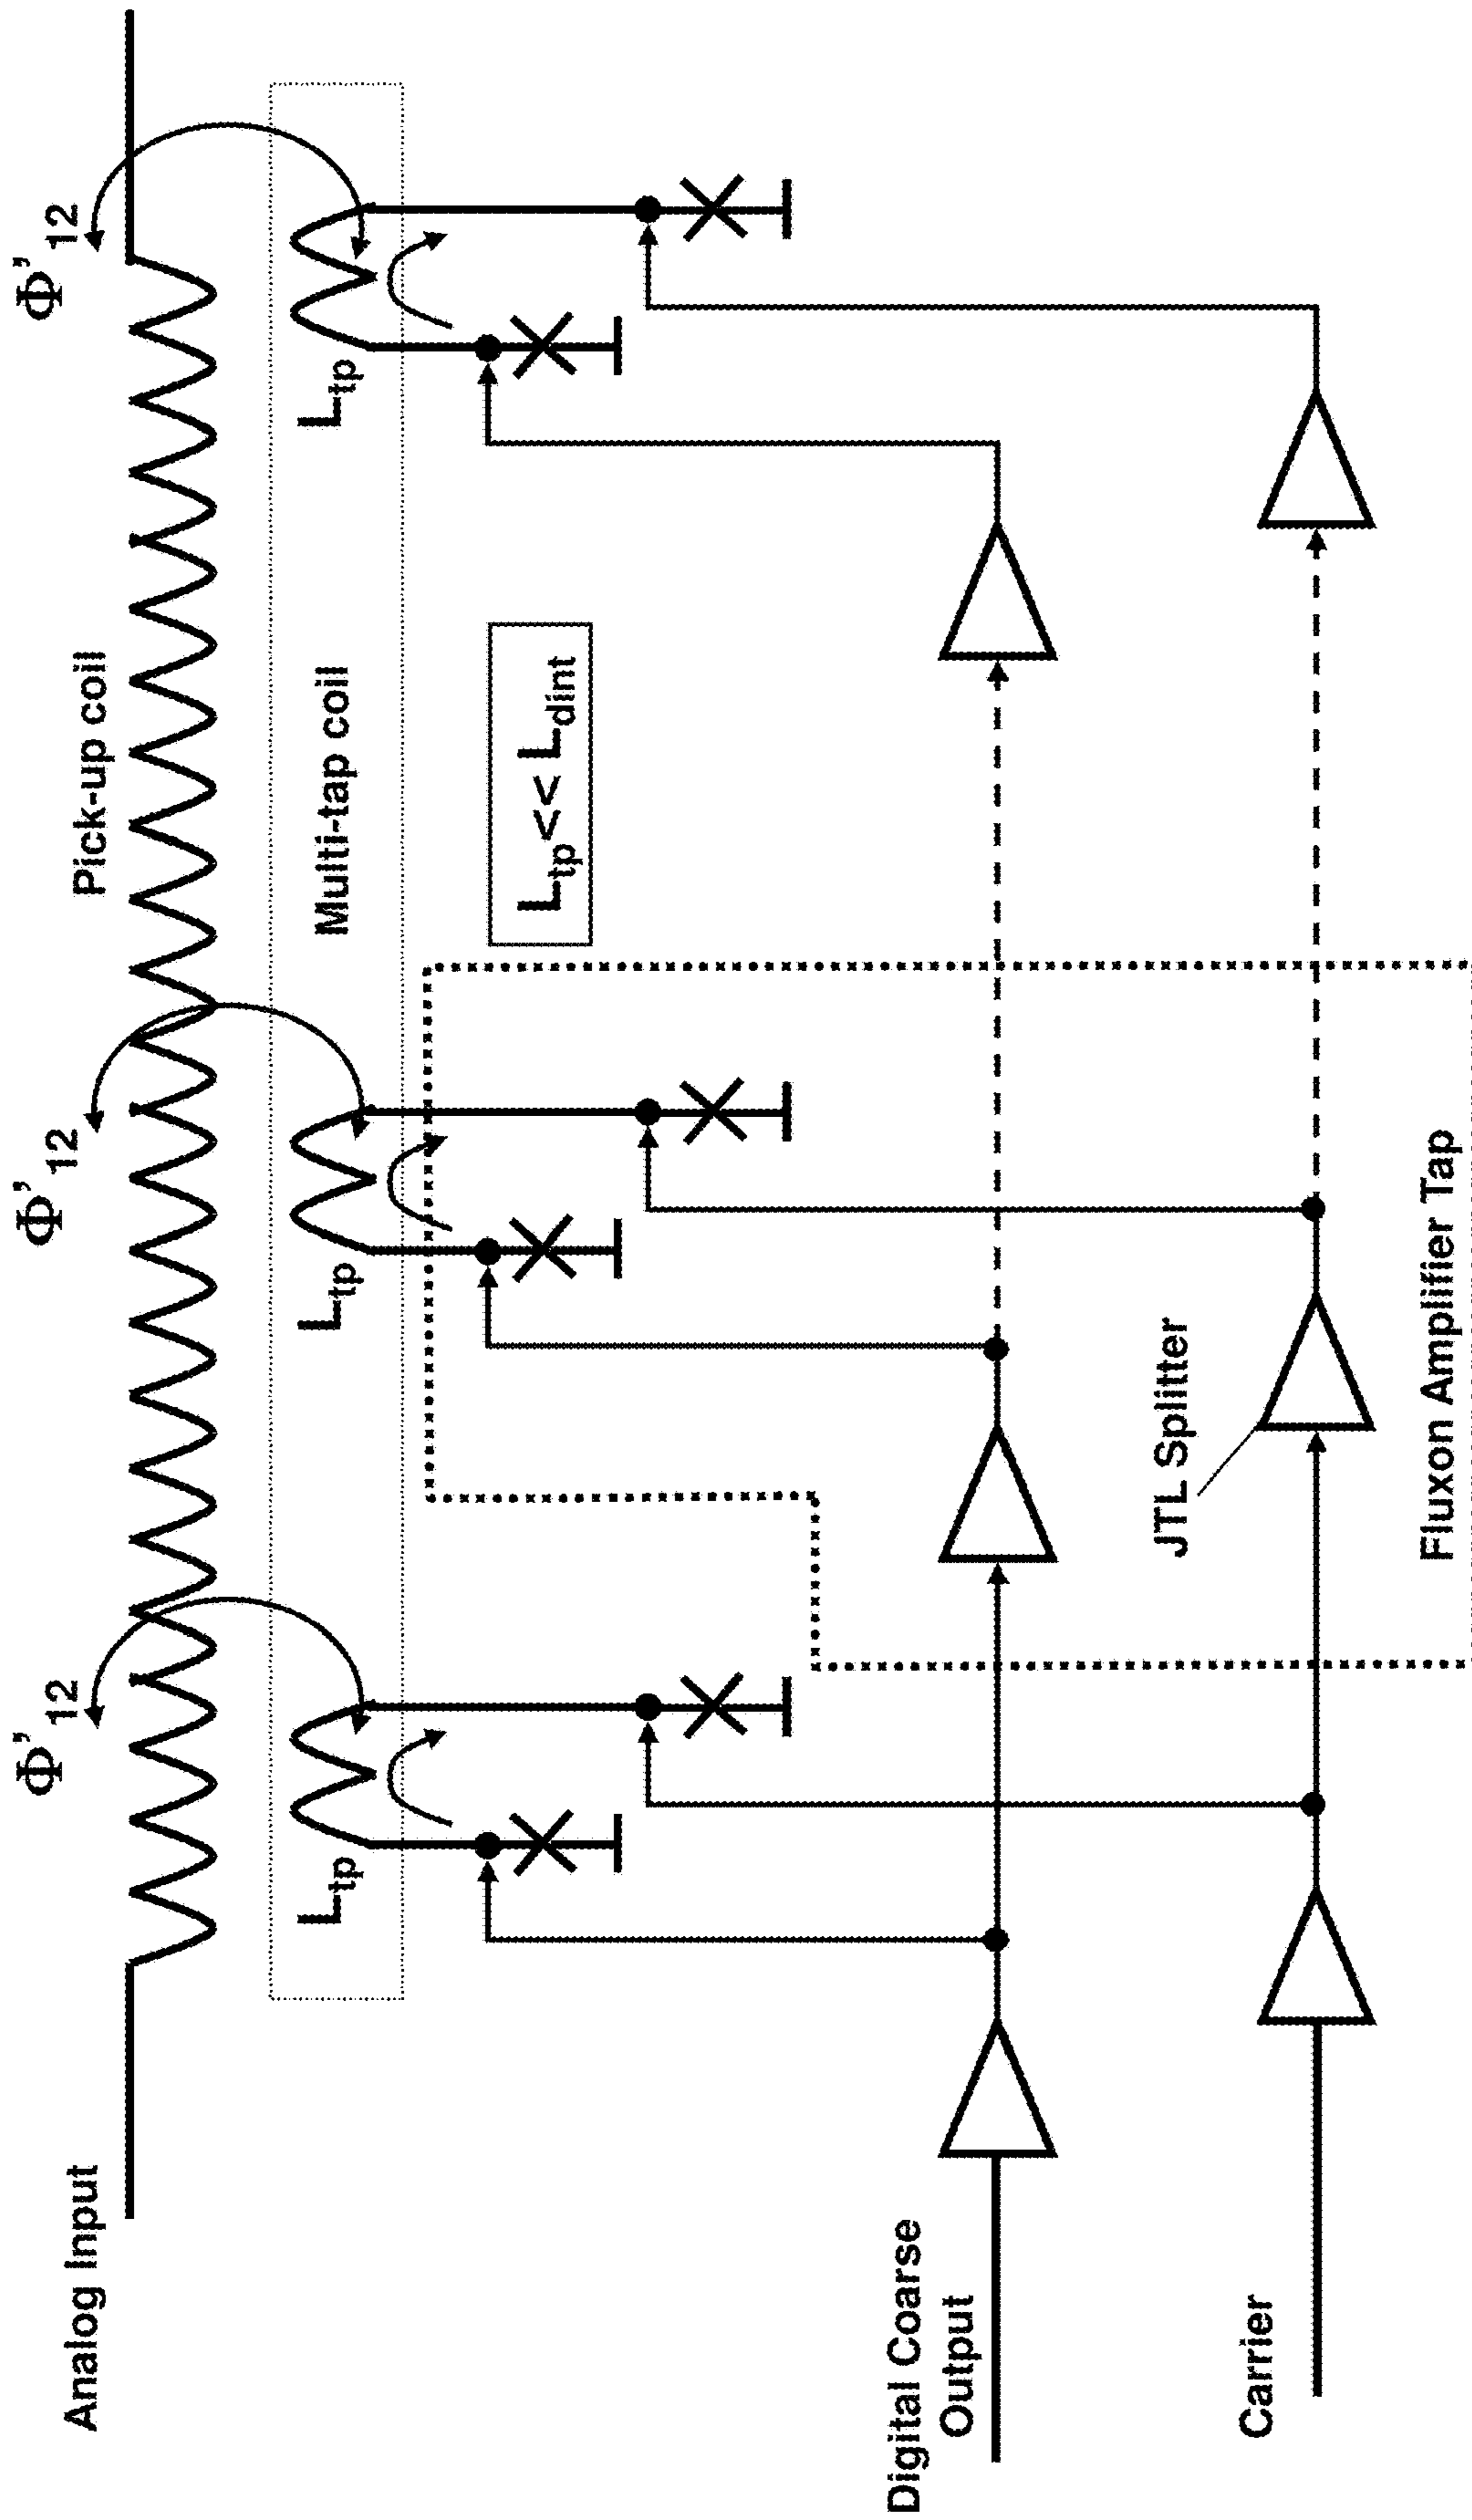 Analog Input
Φ'12
Φ'12
Φ'12
Pick-up coil
Ltp
Ltp
Ltp
Multi-tap coil
Ltp << Ldint
Digital Coarse
Output
JTL Splitter
Carrier
Fluxon Amplifier Tap